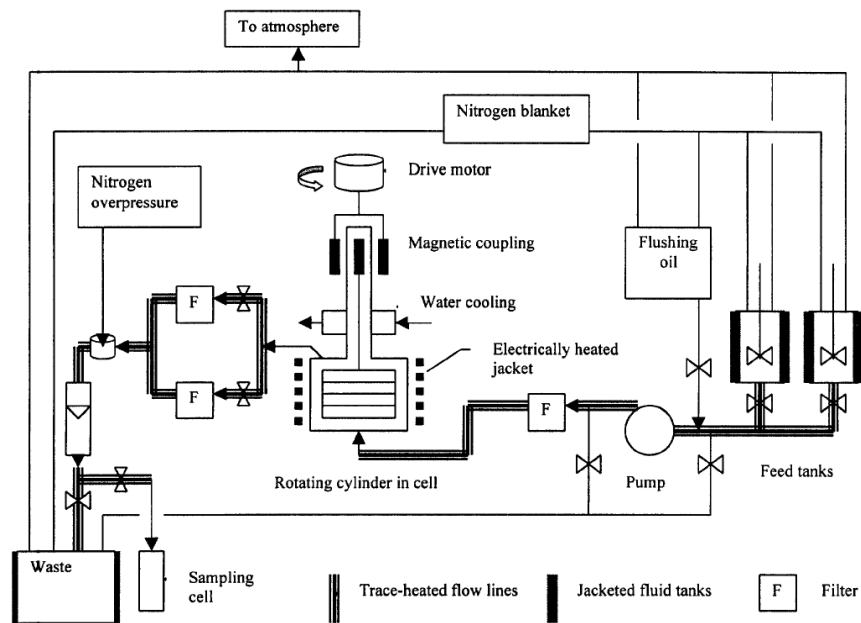 To atmosphere
Nitrogen blanket
Nitrogen
overpressure
Drive motor
Magnetic coupling
Flushing
oil
Water cooling
F
Electrically heated
jacket
F
F
Rotating cylinder in cell
Pump
Feed tanks
Waste
Sampling
cell
Trace-heated flow lines
Jacketed fluid tanks
F
Filter